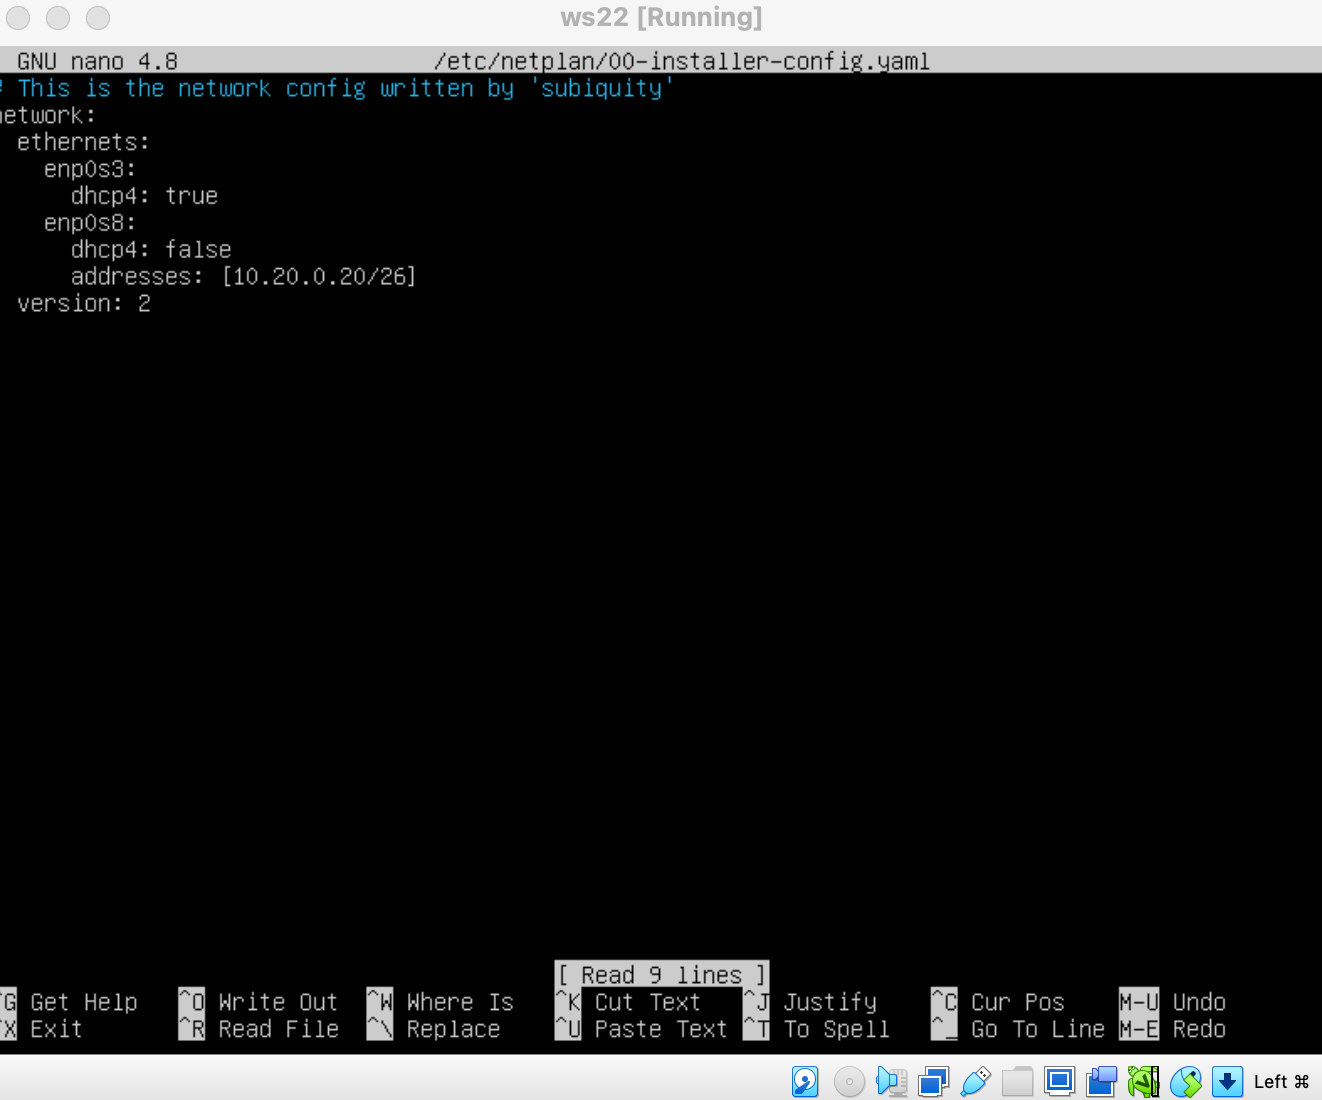 ws22 [Running]
GNU nano 4.8 /etc/netplan/00-installer-config.yaml
# This is the network config written by 'subiquity'
network:
  ethernets:
    enp0s3:
      dhcp4: true
    enp0s8:
      dhcp4: false
      addresses: [10.20.0.20/26]
  version: 2
[ Read 9 lines ]
^G Get Help ^O Write Out ^W Where Is ^K Cut Text ^J Justify ^C Cur Pos M-U Undo
^X Exit ^R Read File ^\ Replace ^U Paste Text ^T To Spell ^_ Go To Line M-E Redo
Left ⌘